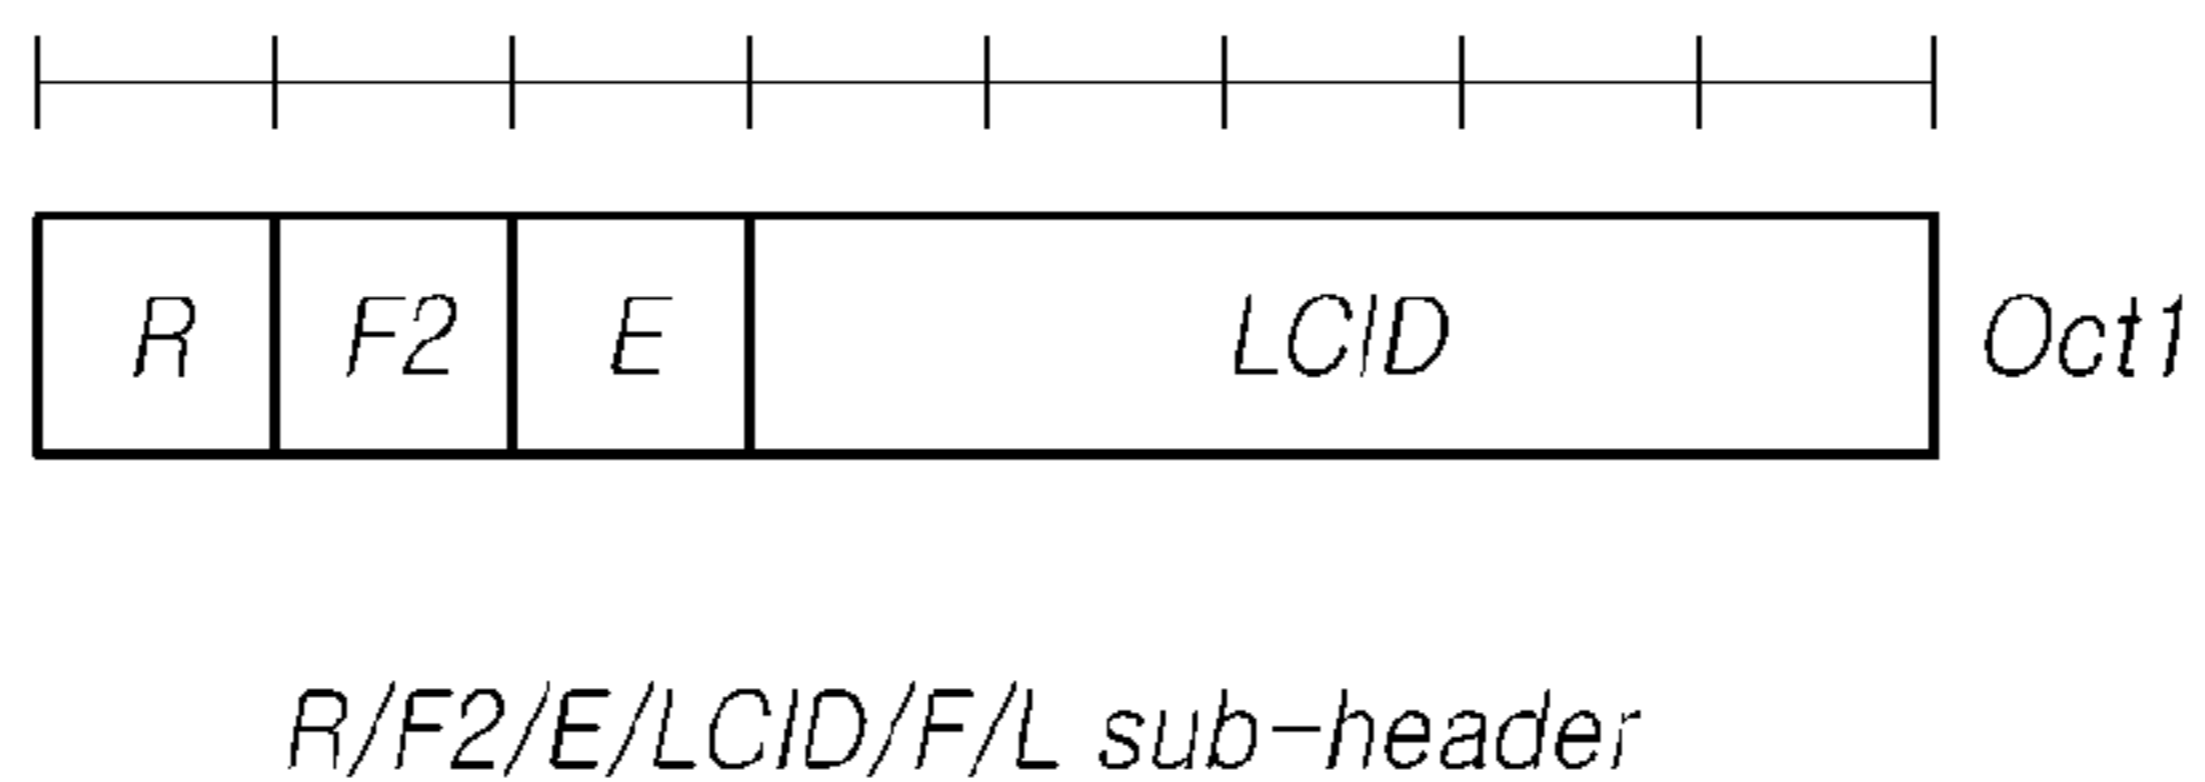 R F2 E LCID Oct1
R/F2/E/LCID/F/L sub-header